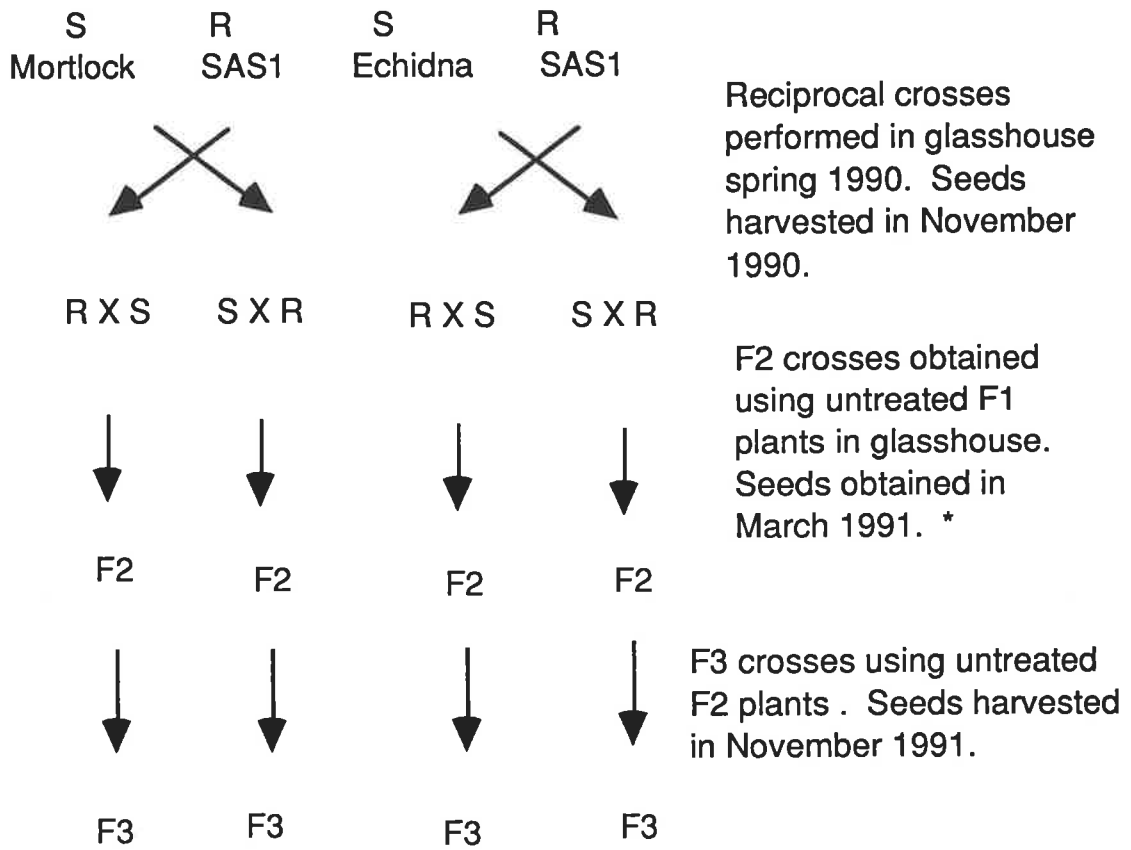 S R S R
Mortlock SAS1 Echidna SAS1
Reciprocal crosses
performed in glasshouse
spring 1990. Seeds
harvested in November
1990.
R X S S X R R X S S X R
F2 crosses obtained
using untreated F1
plants in glasshouse.
Seeds obtained in
March 1991. *
F2 F2 F2 F2
F3 crosses using untreated
F2 plants . Seeds harvested
in November 1991.
F3 F3 F3 F3